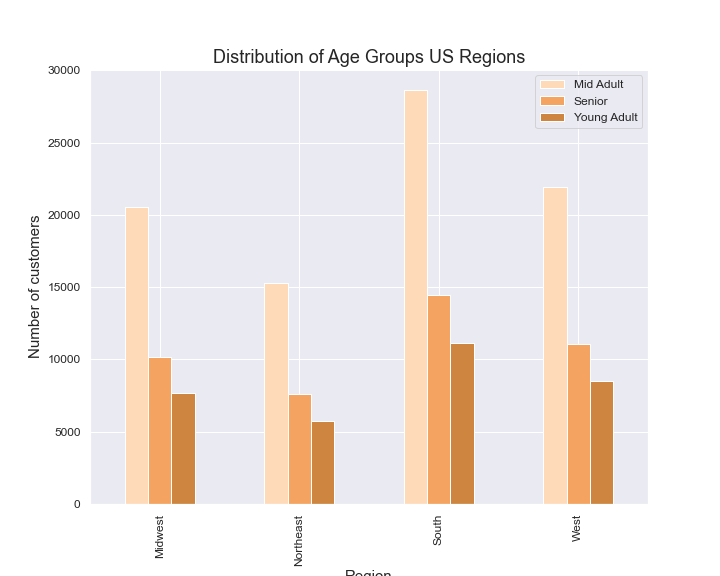 Distribution of Age Groups US Regions
Mid Adult
Senior
Young Adult
Number of customers
30000
25000
20000
15000
10000
5000
0
Midwest
Northeast
South
West
Region